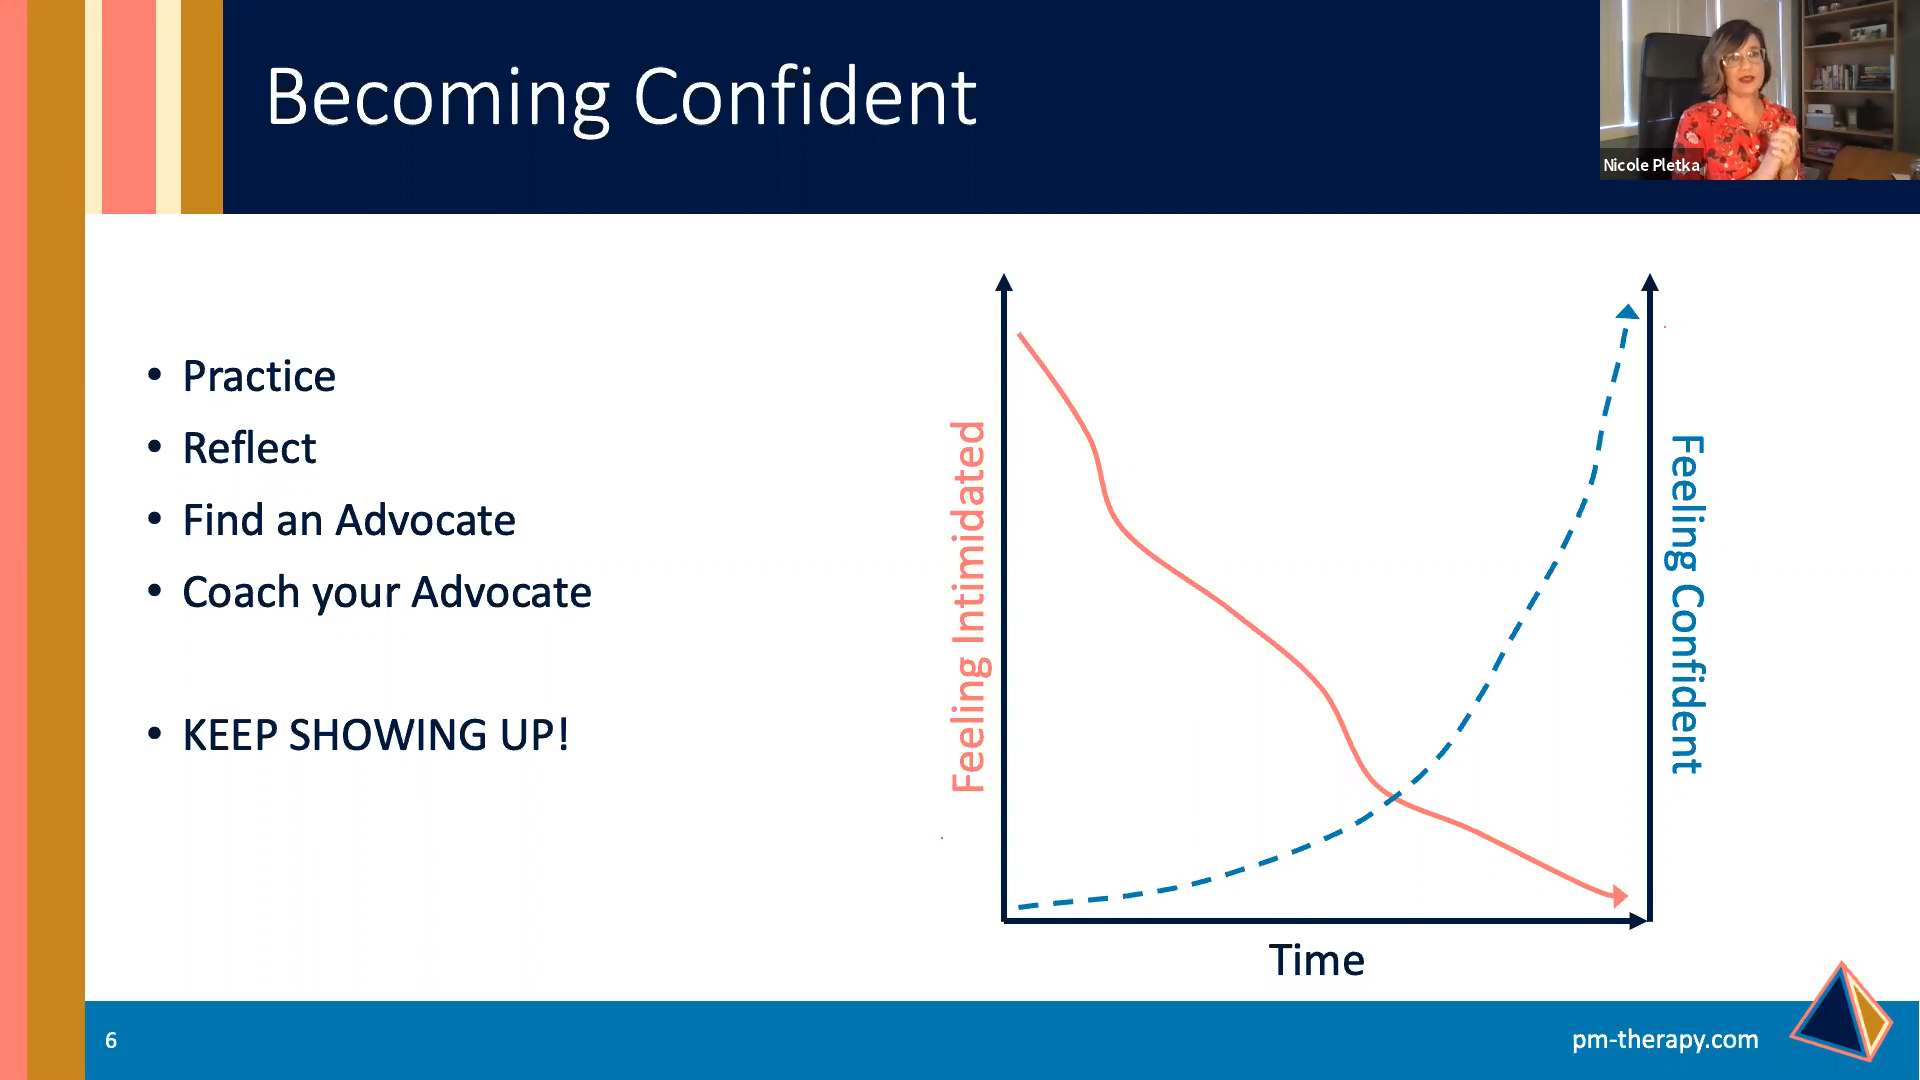 Becoming Confident
Nicole Pletka
• Practice
• Reflect
• Find an Advocate
• Coach your Advocate
• KEEP SHOWING UP!
Feeling Intimidated
Feeling Confident
Time
6
pm-therapy.com